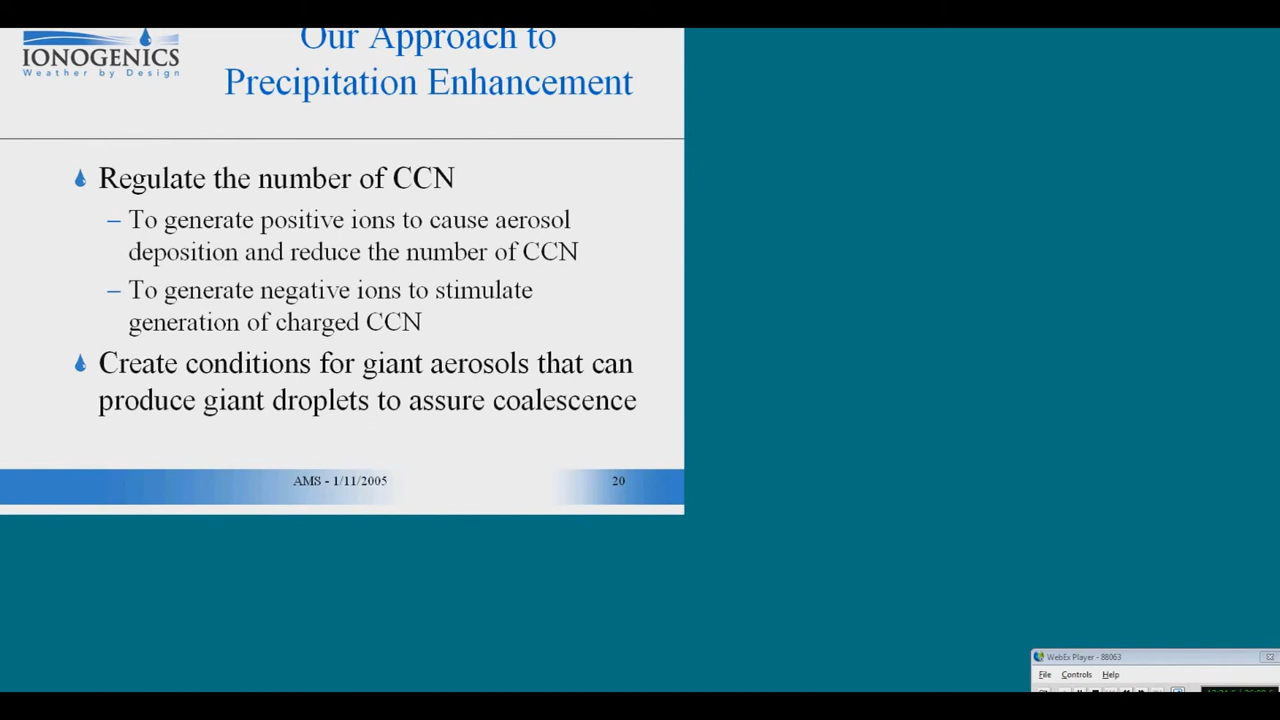 IONOGENICS
Weather by Design
Our Approach to
Precipitation Enhancement
Regulate the number of CCN
– To generate positive ions to cause aerosol
deposition and reduce the number of CCN
– To generate negative ions to stimulate
generation of charged CCN
Create conditions for giant aerosols that can
produce giant droplets to assure coalescence
AMS - 1/11/2005
20
WebEx Player - 88063
File Controls Help